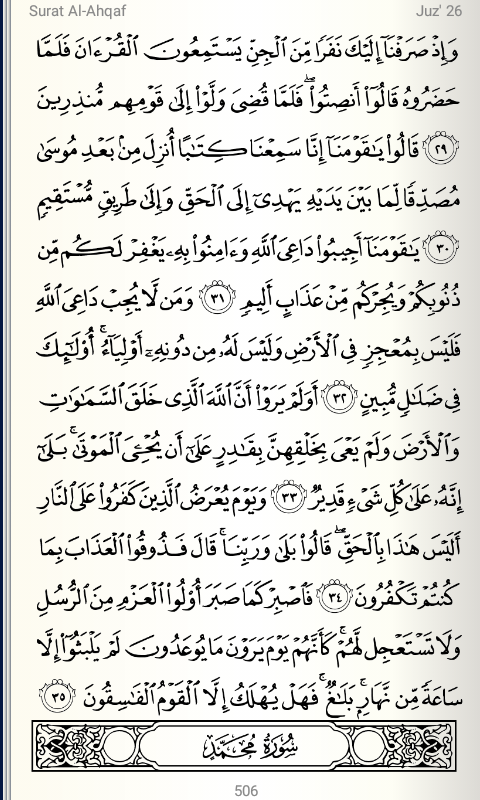 Surat Al-Ahqaf
Juz' 26
وَإِذْ صَرَفْنَآ إِلَيْكَ نَفَرًا مِّنَ ٱلْجِنِّ يَسْتَمِعُونَ ٱلْقُرْءَانَ فَلَمَّا
حَضَرُوهُ قَالُوٓا۟ أَنصِتُوا۟ ۖ فَلَمَّا قُضِىَ وَلَّوْا۟ إِلَىٰ قَوْمِهِم مُّنذِرِينَ
٢٩ قَالُوا۟ يَٰقَوْمَنَآ إِنَّا سَمِعْنَا كِتَٰبًا أُنزِلَ مِنۢ بَعْدِ مُوسَىٰ
مُصَدِّقًا لِّمَا بَيْنَ يَدَيْهِ يَهْدِىٓ إِلَى ٱلْحَقِّ وَإِلَىٰ طَرِيقٍ مُّسْتَقِيمٍ
٣٠ يَٰقَوْمَنَآ أَجِيبُوا۟ دَاعِىَ ٱللَّهِ وَءَامِنُوا۟ بِهِۦ يَغْفِرْ لَكُم مِّن
ذُنُوبِكُمْ وَيُجِرْكُم مِّنْ عَذَابٍ أَلِيمٍ ٣١ وَمَن لَّا يُجِبْ دَاعِىَ ٱللَّهِ
فَلَيْسَ بِمُعْجِزٍ فِى ٱلْأَرْضِ وَلَيْسَ لَهُۥ مِن دُونِهِۦٓ أَوْلِيَآءُ ۚ أُو۟لَٰٓئِكَ
فِى ضَلَٰلٍ مُّبِينٍ ٣٢ أَوَلَمْ يَرَوْا۟ أَنَّ ٱللَّهَ ٱلَّذِى خَلَقَ ٱلسَّمَٰوَٰتِ
وَٱلْأَرْضَ وَلَمْ يَعْىَ بِخَلْقِهِنَّ بِقَٰدِرٍ عَلَىٰٓ أَن يُحْـِۧىَ ٱلْمَوْتَىٰ ۚ بَلَىٰٓ
إِنَّهُۥ عَلَىٰ كُلِّ شَىْءٍ قَدِيرٌ ٣٣ وَيَوْمَ يُعْرَضُ ٱلَّذِينَ كَفَرُوا۟ عَلَى ٱلنَّارِ
أَلَيْسَ هَٰذَا بِٱلْحَقِّ ۖ قَالُوا۟ بَلَىٰ وَرَبِّنَا ۚ قَالَ فَذُوقُوا۟ ٱلْعَذَابَ بِمَا
كُنتُمْ تَكْفُرُونَ ٣٤ فَٱصْبِرْ كَمَا صَبَرَ أُو۟لُوا۟ ٱلْعَزْمِ مِنَ ٱلرُّسُلِ
وَلَا تَسْتَعْجِل لَّهُمْ ۚ كَأَنَّهُمْ يَوْمَ يَرَوْنَ مَا يُوعَدُونَ لَمْ يَلْبَثُوٓا۟ إِلَّا
سَاعَةً مِّن نَّهَارٍۭ ۚ بَلَٰغٌ ۚ فَهَلْ يُهْلَكُ إِلَّا ٱلْقَوْمُ ٱلْفَٰسِقُونَ ٣٥
سُورَةُ مُحَمَّدٍ
506